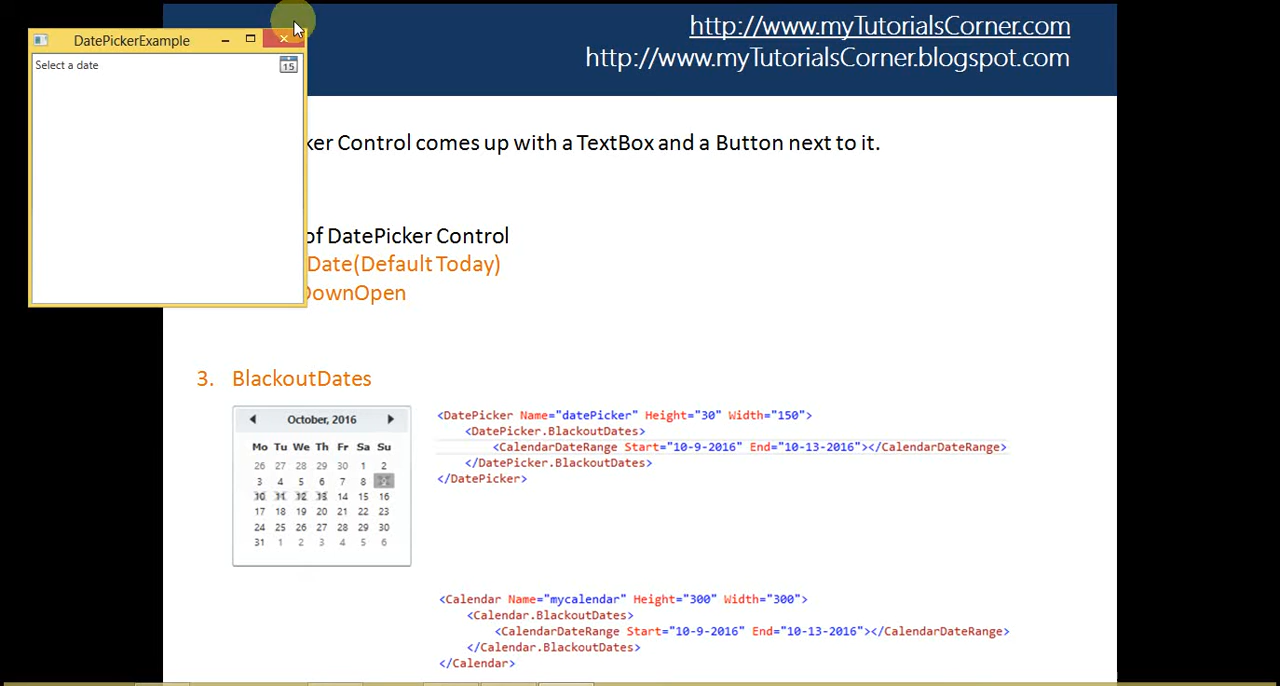 http://www.myTutorialsCorner.com
DatePickerExample
http://www.myTutorialsCorner.blogspot.com
Select a date
15
ker Control comes up with a TextBox and a Button next to it.
of DatePicker Control
Date(Default Today)
DownOpen
3. BlackoutDates
October, 2016
Mo Tu We Th Fr Sa Su
26 27 28 29 30 1 2
3 4 5 6 7 8
10 11 12 13 14 15 16
17 18 19 20 21 22 23
24 25 26 27 28 29 30
31 1 2 3 4 5 6
<DatePicker Name="datePicker" Height="30" Width="150">
<DatePicker.BlackoutDates>
<CalendarDateRange Start="10-9-2016" End="10-13-2016"></CalendarDateRange>
</DatePicker.BlackoutDates>
</DatePicker>
<Calendar Name="mycalendar" Height="300" Width="300">
<Calendar.BlackoutDates>
<CalendarDateRange Start="10-9-2016" End="10-13-2016"></CalendarDateRange>
</Calendar.BlackoutDates>
</Calendar>